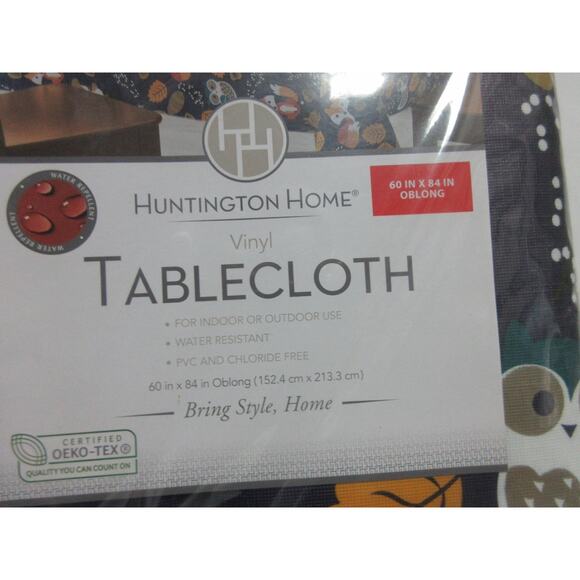 WATER REPELLENT
WATER REPELLENT
HUNTINGTON HOME®
60 IN X 84 IN
OBLONG
Vinyl
TABLECLOTH
• FOR INDOOR OR OUTDOOR USE
• WATER RESISTANT
• PVC AND CHLORIDE FREE
60 in x 84 in Oblong (152.4 cm x 213.3 cm)
Bring Style, Home
CERTIFIED
OEKO-TEX®
QUALITY YOU CAN COUNT ON